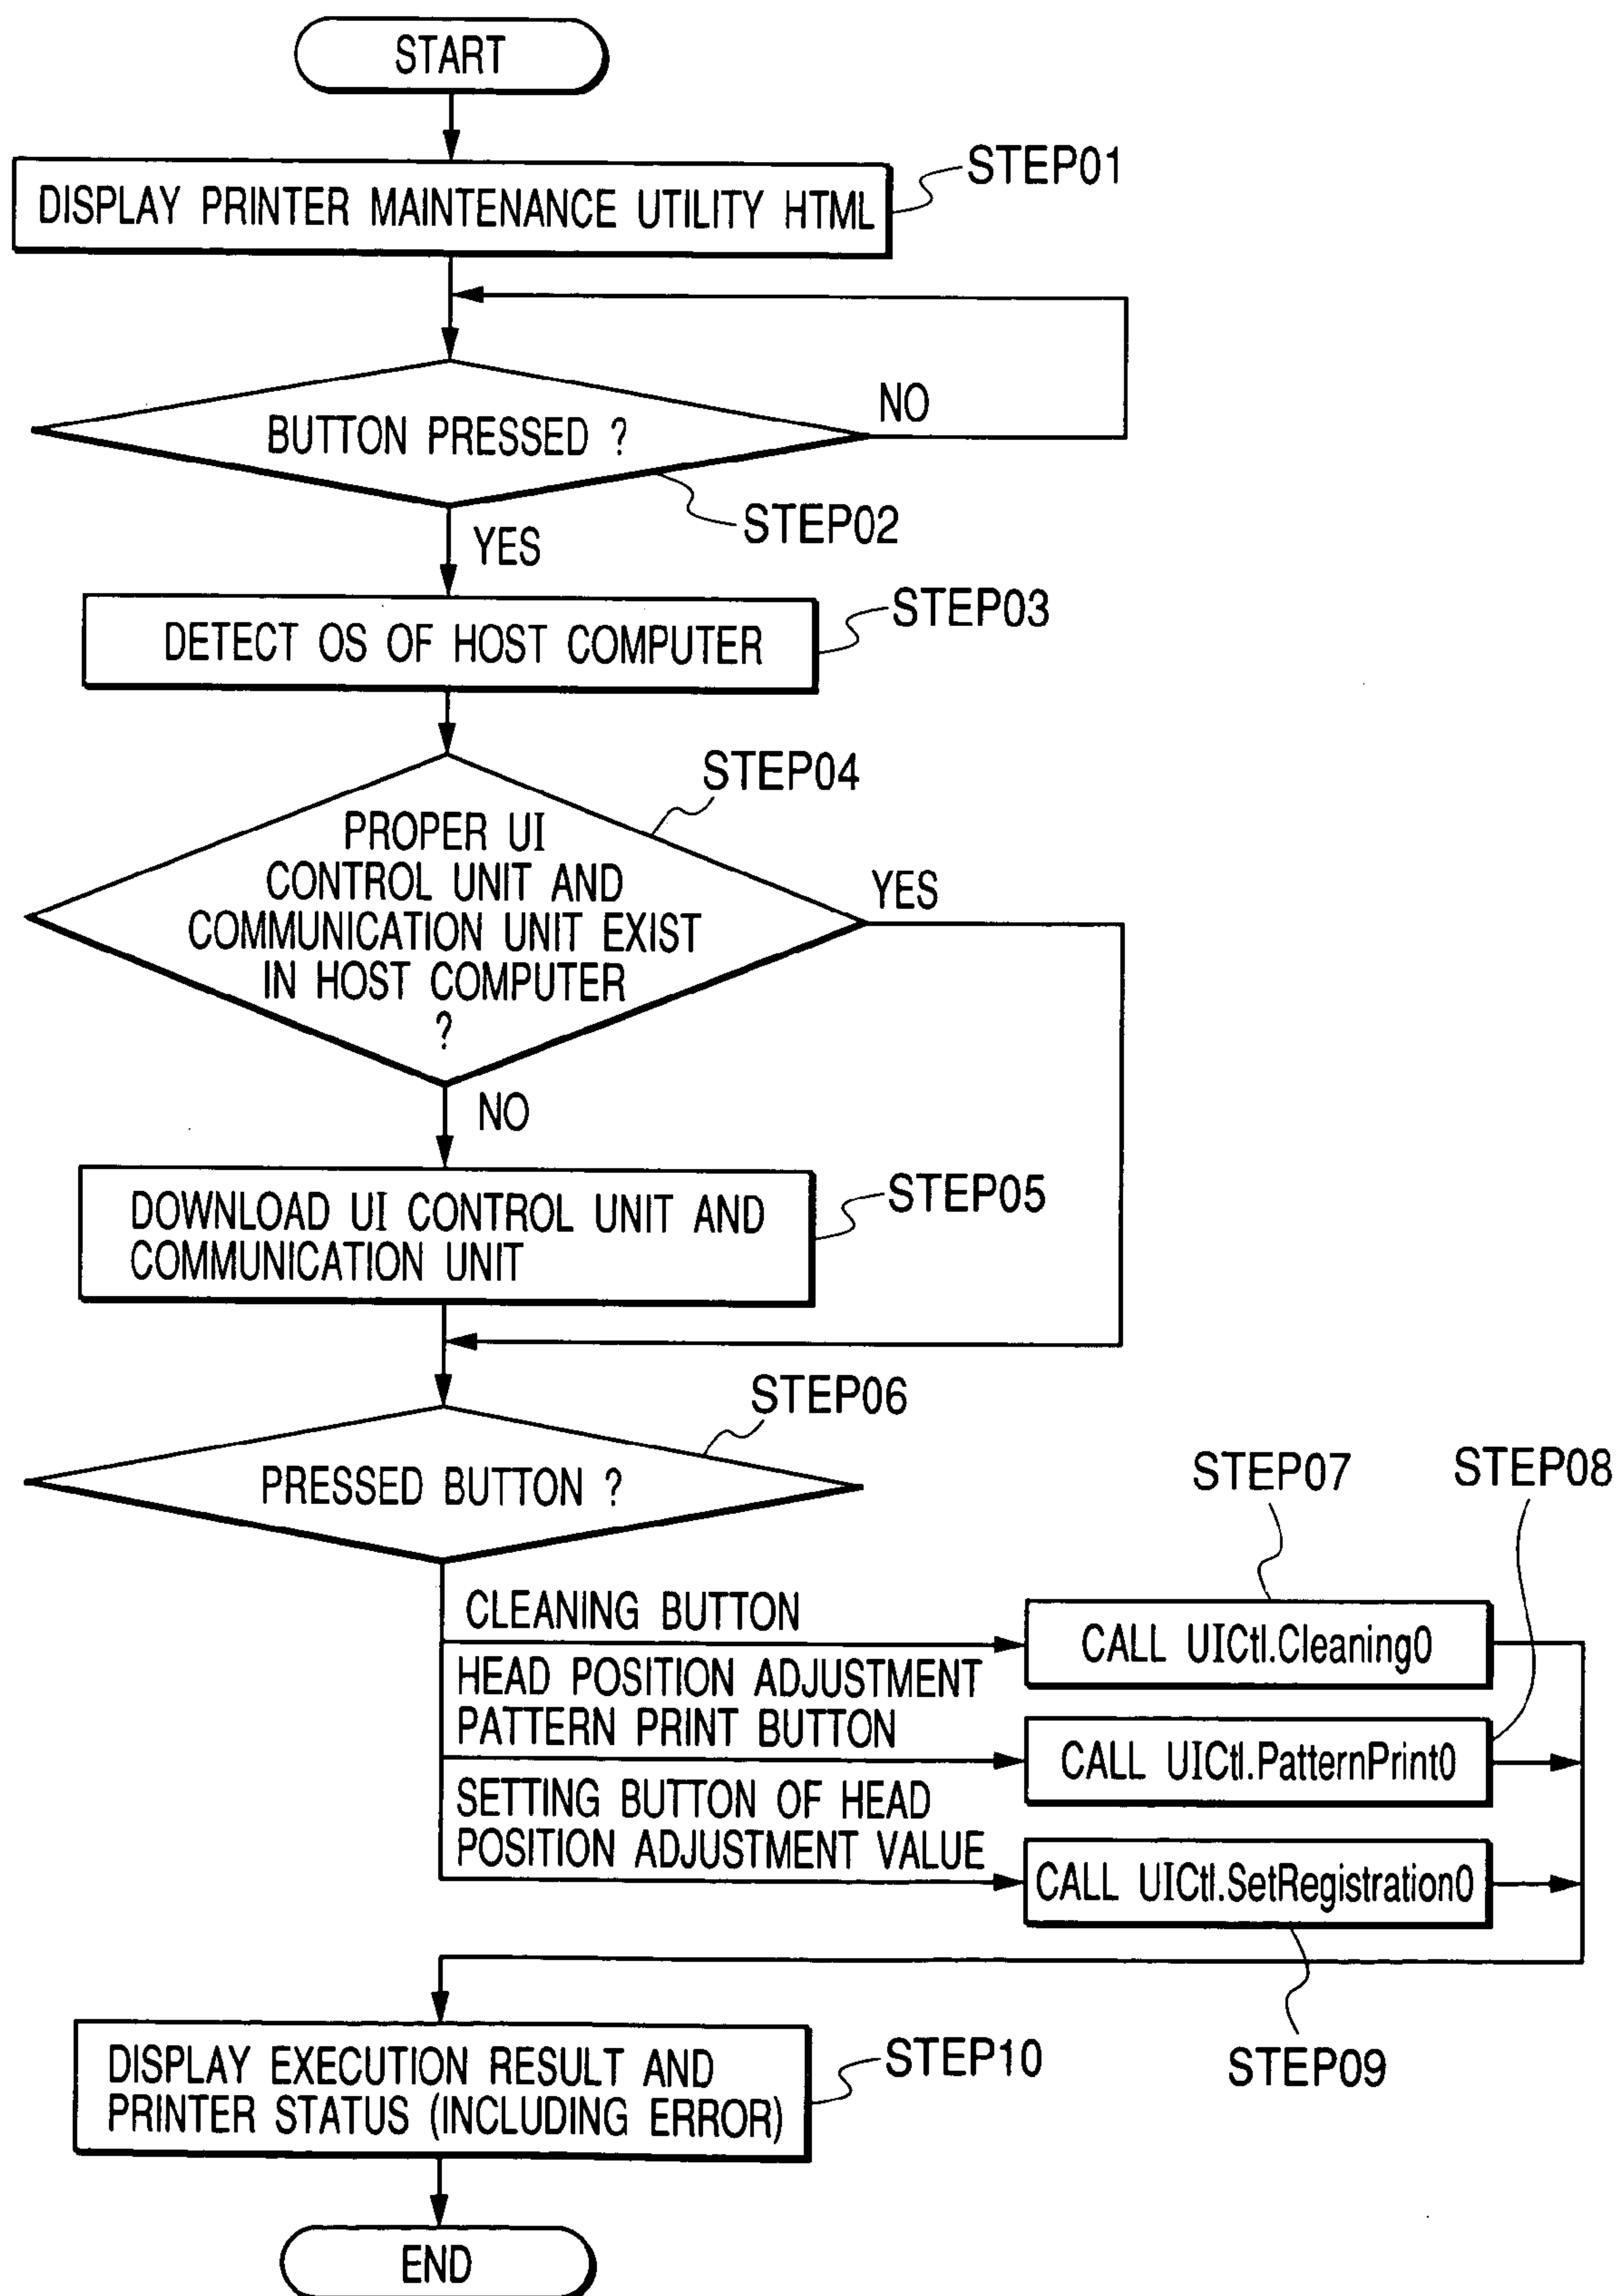 START
STEP01
DISPLAY PRINTER MAINTENANCE UTILITY HTML
NO
BUTTON PRESSED ?
STEP02
YES
STEP03
DETECT OS OF HOST COMPUTER
STEP04
PROPER UI
CONTROL UNIT AND
COMMUNICATION UNIT EXIST
IN HOST COMPUTER
?
YES
NO
STEP05
DOWNLOAD UI CONTROL UNIT AND
COMMUNICATION UNIT
STEP06
PRESSED BUTTON ?
STEP07
STEP08
CLEANING BUTTON
CALL UICtl.Cleaning0
HEAD POSITION ADJUSTMENT
PATTERN PRINT BUTTON
CALL UICtl.PatternPrint0
SETTING BUTTON OF HEAD
POSITION ADJUSTMENT VALUE
CALL UICtl.SetRegistration0
STEP09
STEP10
DISPLAY EXECUTION RESULT AND
PRINTER STATUS (INCLUDING ERROR)
END